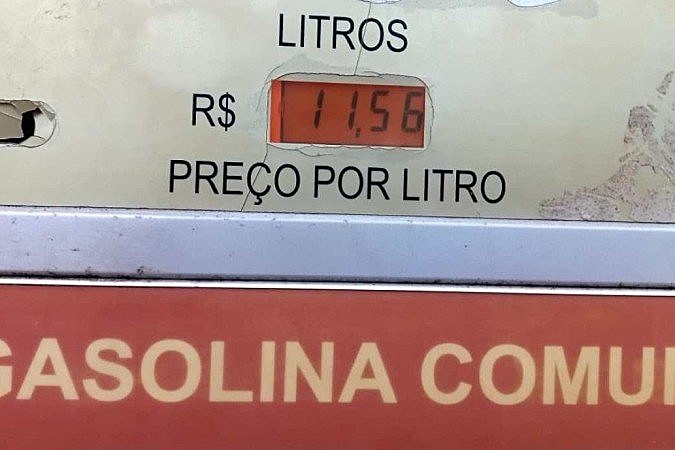 LITROS
R$ 11,56
PREÇO POR LITRO
GASOLINA COMU